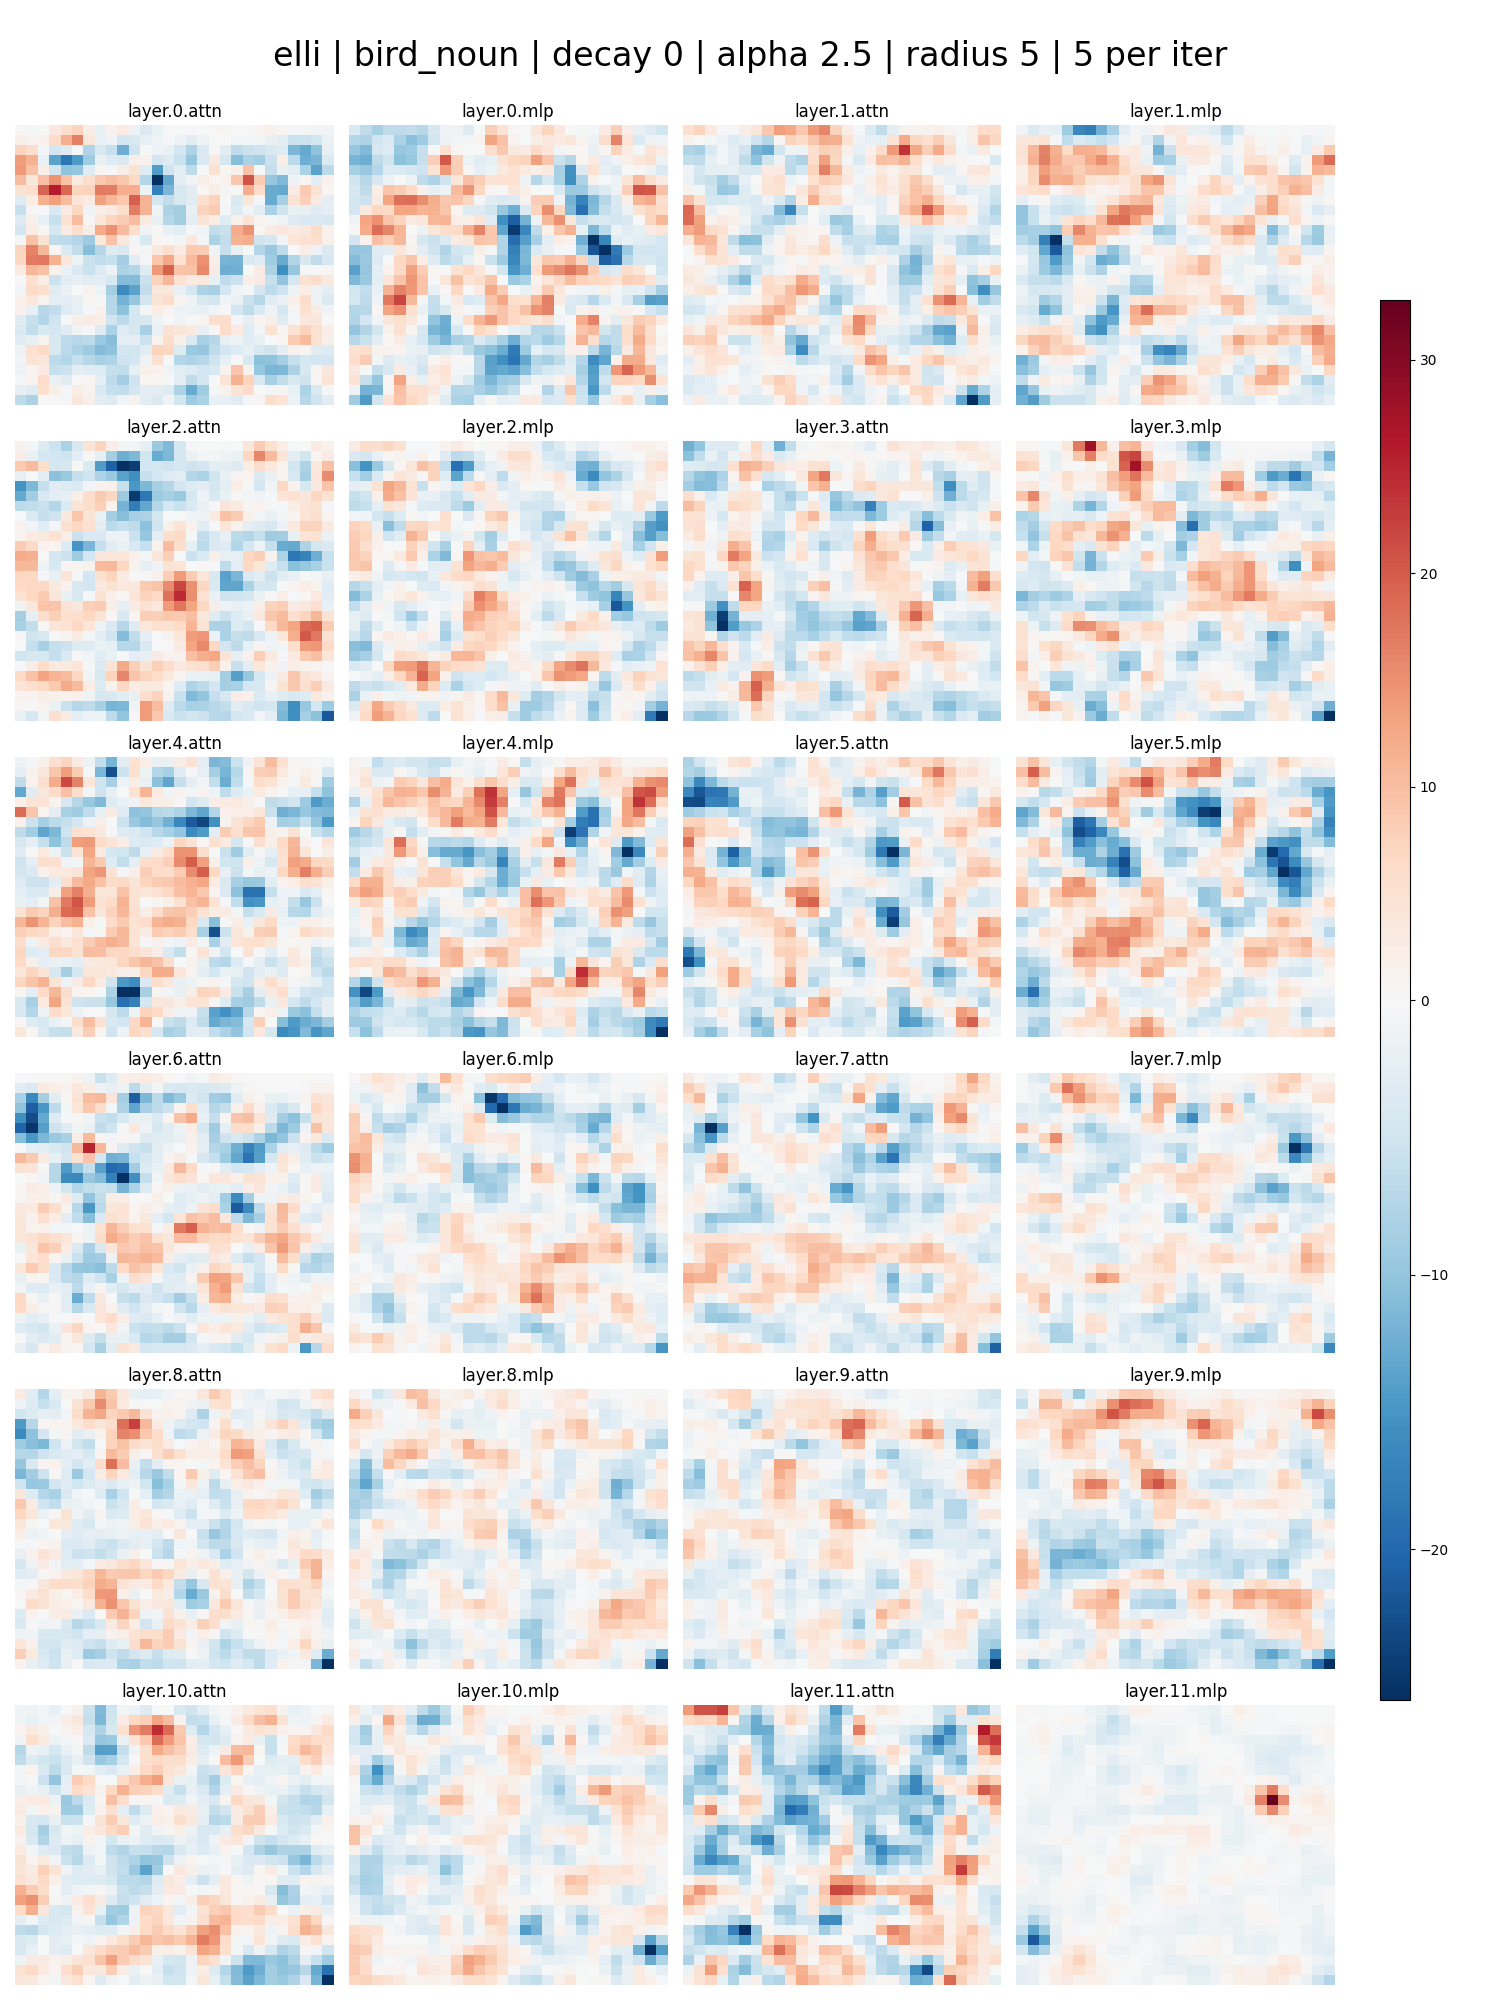 elli | bird_noun | decay 0 | alpha 2.5 | radius 5 | 5 per iter
layer.0.attn layer.0.mlp layer.1.attn layer.1.mlp
layer.2.attn layer.2.mlp layer.3.attn layer.3.mlp
layer.4.attn layer.4.mlp layer.5.attn layer.5.mlp
layer.6.attn layer.6.mlp layer.7.attn layer.7.mlp
layer.8.attn layer.8.mlp layer.9.attn layer.9.mlp
layer.10.attn layer.10.mlp layer.11.attn layer.11.mlp
30
20
10
0
−10
−20